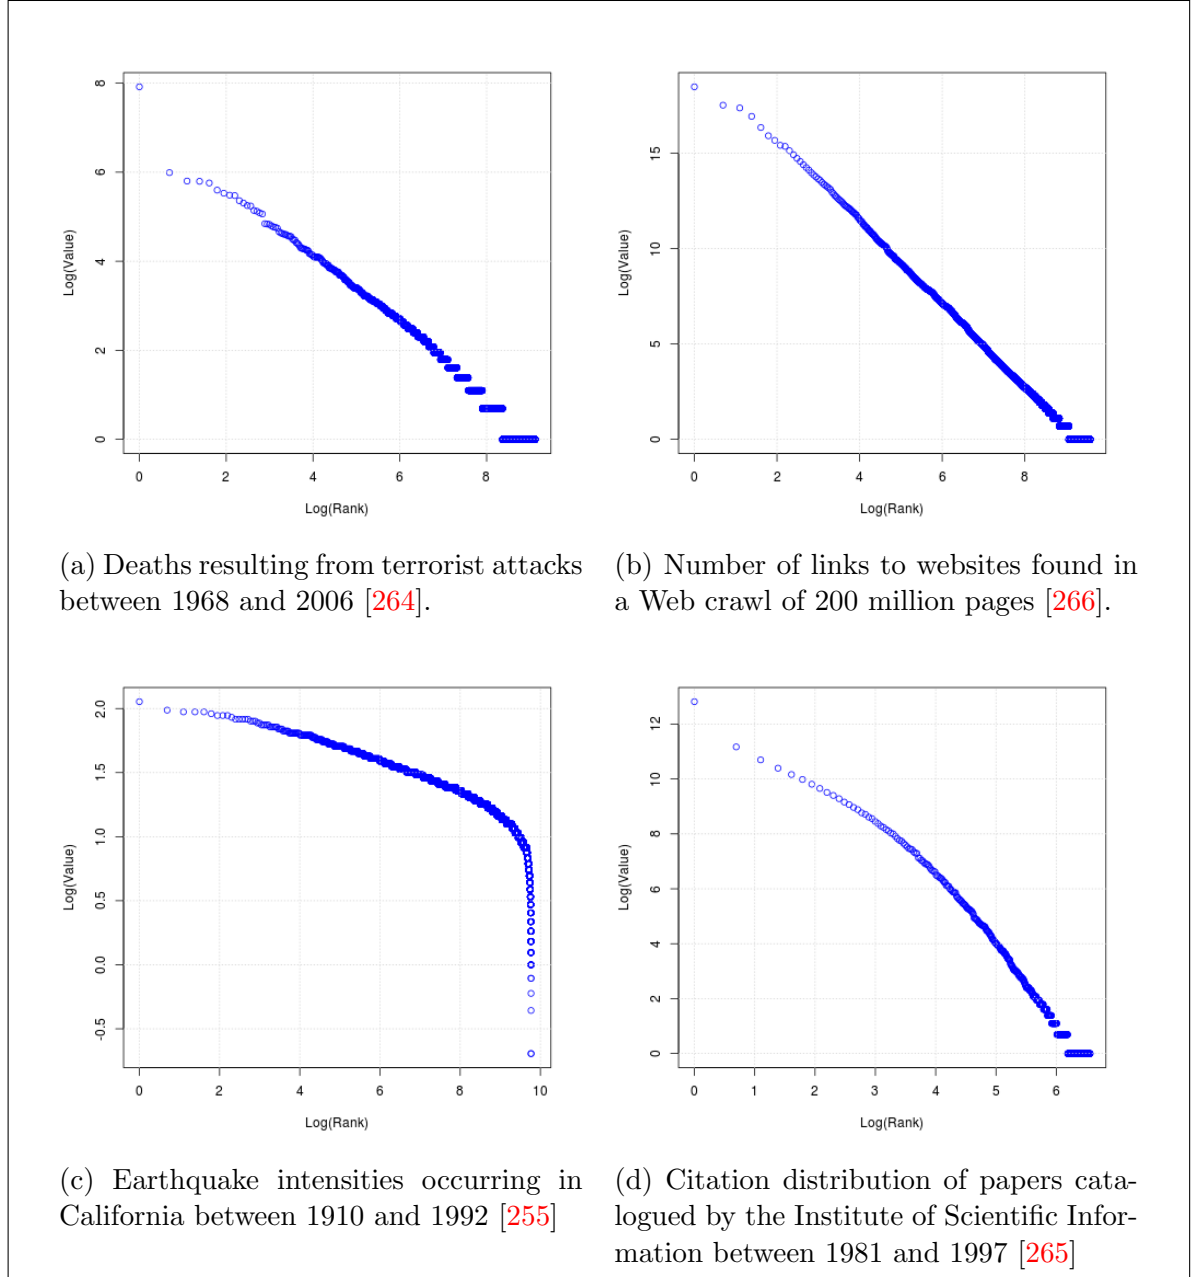 8
6
4
2
0
Log(Value)
0 2 4 6 8
Log(Rank)
(a) Deaths resulting from terrorist attacks
between 1968 and 2006 [264].
15
10
5
0
Log(Value)
0 2 4 6 8
Log(Rank)
(b) Number of links to websites found in
a Web crawl of 200 million pages [266].
2.0
1.5
1.0
0.5
0.0
-0.5
Log(Value)
0 2 4 6 8 10
Log(Rank)
(c) Earthquake intensities occurring in
California between 1910 and 1992 [255]
12
10
8
6
4
2
0
Log(Value)
0 1 2 3 4 5 6
Log(Rank)
(d) Citation distribution of papers cata-
logued by the Institute of Scientific Infor-
mation between 1981 and 1997 [265]